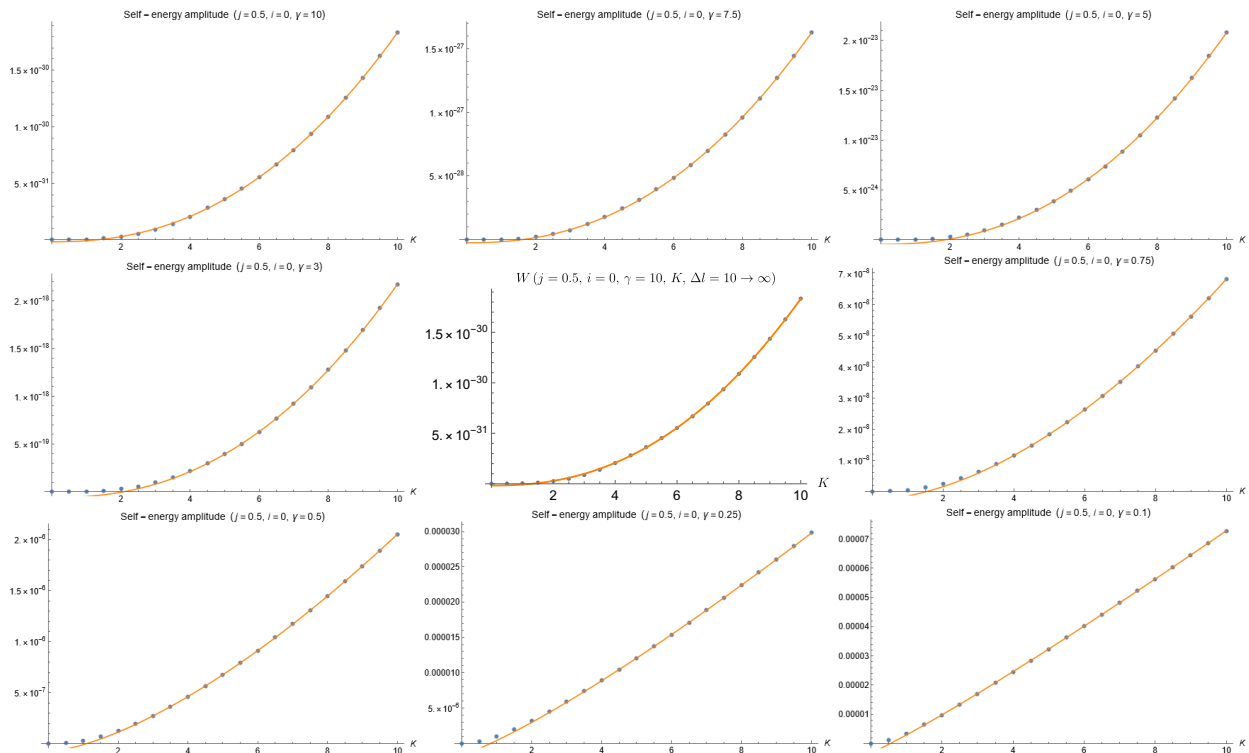 Self − energy amplitude (j = 0.5, i = 0, γ = 10)
1.5 × 10⁻³⁰
1. × 10⁻³⁰
5. × 10⁻³¹
2 4 6 8 10 K
Self − energy amplitude (j = 0.5, i = 0, γ = 7.5)
1.5 × 10⁻²⁷
1. × 10⁻²⁷
5. × 10⁻²⁸
2 4 6 8 10 K
Self − energy amplitude (j = 0.5, i = 0, γ = 5)
2. × 10⁻²³
1.5 × 10⁻²³
1. × 10⁻²³
5. × 10⁻²⁴
2 4 6 8 10 K
Self − energy amplitude (j = 0.5, i = 0, γ = 3)
2. × 10⁻¹⁸
1.5 × 10⁻¹⁸
1. × 10⁻¹⁸
5. × 10⁻¹⁹
2 4 6 8 10 K
W (j = 0.5, i = 0, γ = 10, K, Δl = 10 → ∞)
1.5 × 10⁻³⁰
1. × 10⁻³⁰
5. × 10⁻³¹
2 4 6 8 10 K
Self − energy amplitude (j = 0.5, i = 0, γ = 0.75)
7. × 10⁻⁸
6. × 10⁻⁸
5. × 10⁻⁸
4. × 10⁻⁸
3. × 10⁻⁸
2. × 10⁻⁸
1. × 10⁻⁸
2 4 6 8 10 K
Self − energy amplitude (j = 0.5, i = 0, γ = 0.5)
2. × 10⁻⁶
1.5 × 10⁻⁶
1. × 10⁻⁶
5. × 10⁻⁷
2 4 6 8 10 K
Self − energy amplitude (j = 0.5, i = 0, γ = 0.25)
0.000030
0.000025
0.000020
0.000015
0.000010
5. × 10⁻⁶
2 4 6 8 10 K
Self − energy amplitude (j = 0.5, i = 0, γ = 0.1)
0.00007
0.00006
0.00005
0.00004
0.00003
0.00002
0.00001
2 4 6 8 10 K